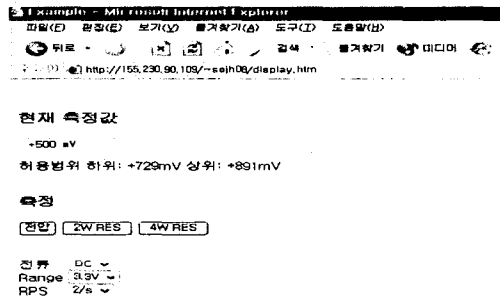 Example - Microsoft Internet Explorer
파일(F) 편집(E) 보기(V) 즐겨찾기(A) 도구(T) 도움말(H)
뒤로 검색 즐겨찾기 미디어
http://155.230.90.109/~sejh08/display.htm
현재 측정값
+500 mV
허용범위 하위: +729mV 상위: +891mV
측정
전압 2W RES 4W RES
전류 DC
Range 3.3V
RPS 2/s